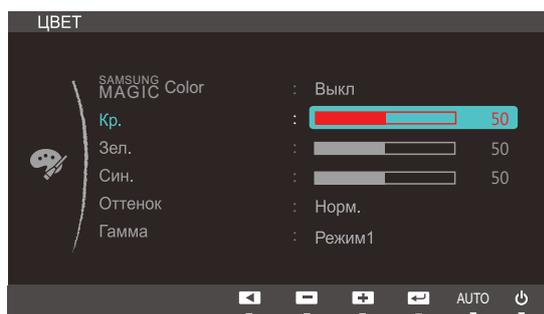 ЦВЕТ
SAMSUNG MAGIC Color : Выкл
Кр. : 50
Зел. : 50
Син. : 50
Оттенок : Норм.
Гамма : Режим1
AUTO